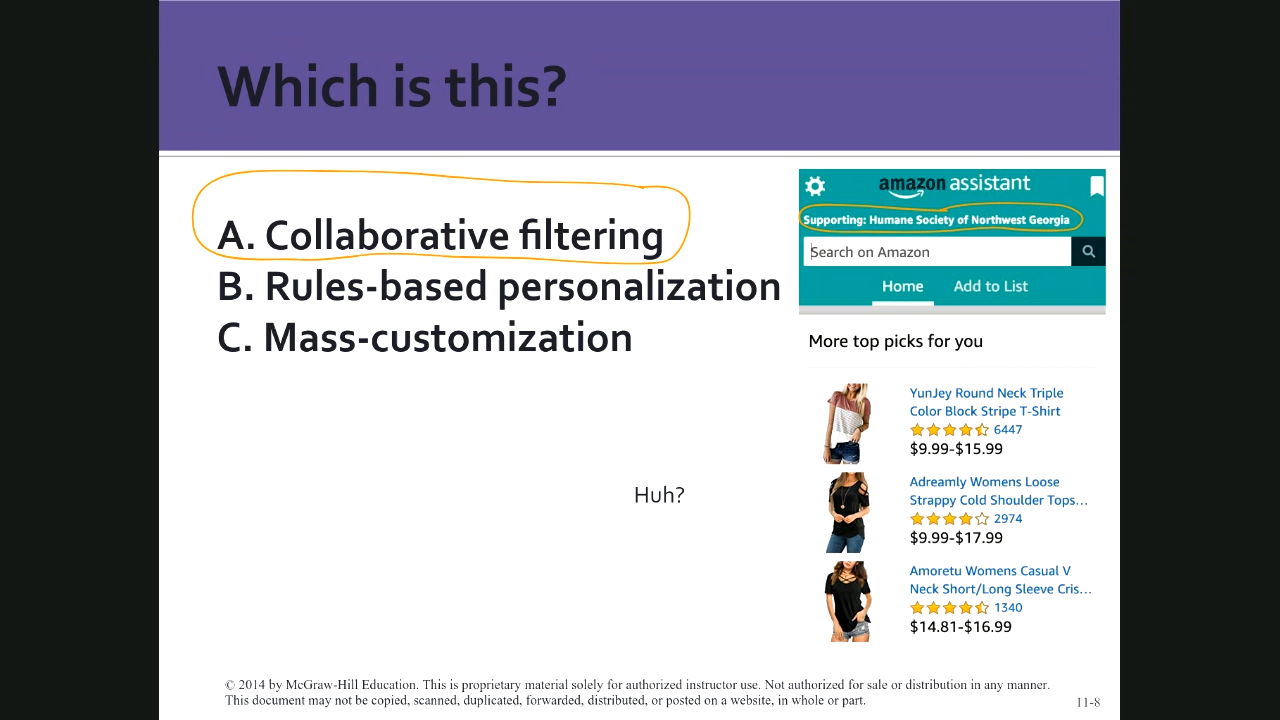 Which is this?
A. Collaborative filtering
B. Rules-based personalization
C. Mass-customization
Huh?
amazon assistant
Supporting: Humane Society of Northwest Georgia
Search on Amazon
Home Add to List
More top picks for you
YunJey Round Neck Triple
Color Block Stripe T-Shirt
6447
$9.99-$15.99
Adreamly Womens Loose
Strappy Cold Shoulder Tops...
2974
$9.99-$17.99
Amoretu Womens Casual V
Neck Short/Long Sleeve Cris...
1340
$14.81-$16.99
© 2014 by McGraw-Hill Education. This is proprietary material solely for authorized instructor use. Not authorized for sale or distribution in any manner.
This document may not be copied, scanned, duplicated, forwarded, distributed, or posted on a website, in whole or part.
11-8